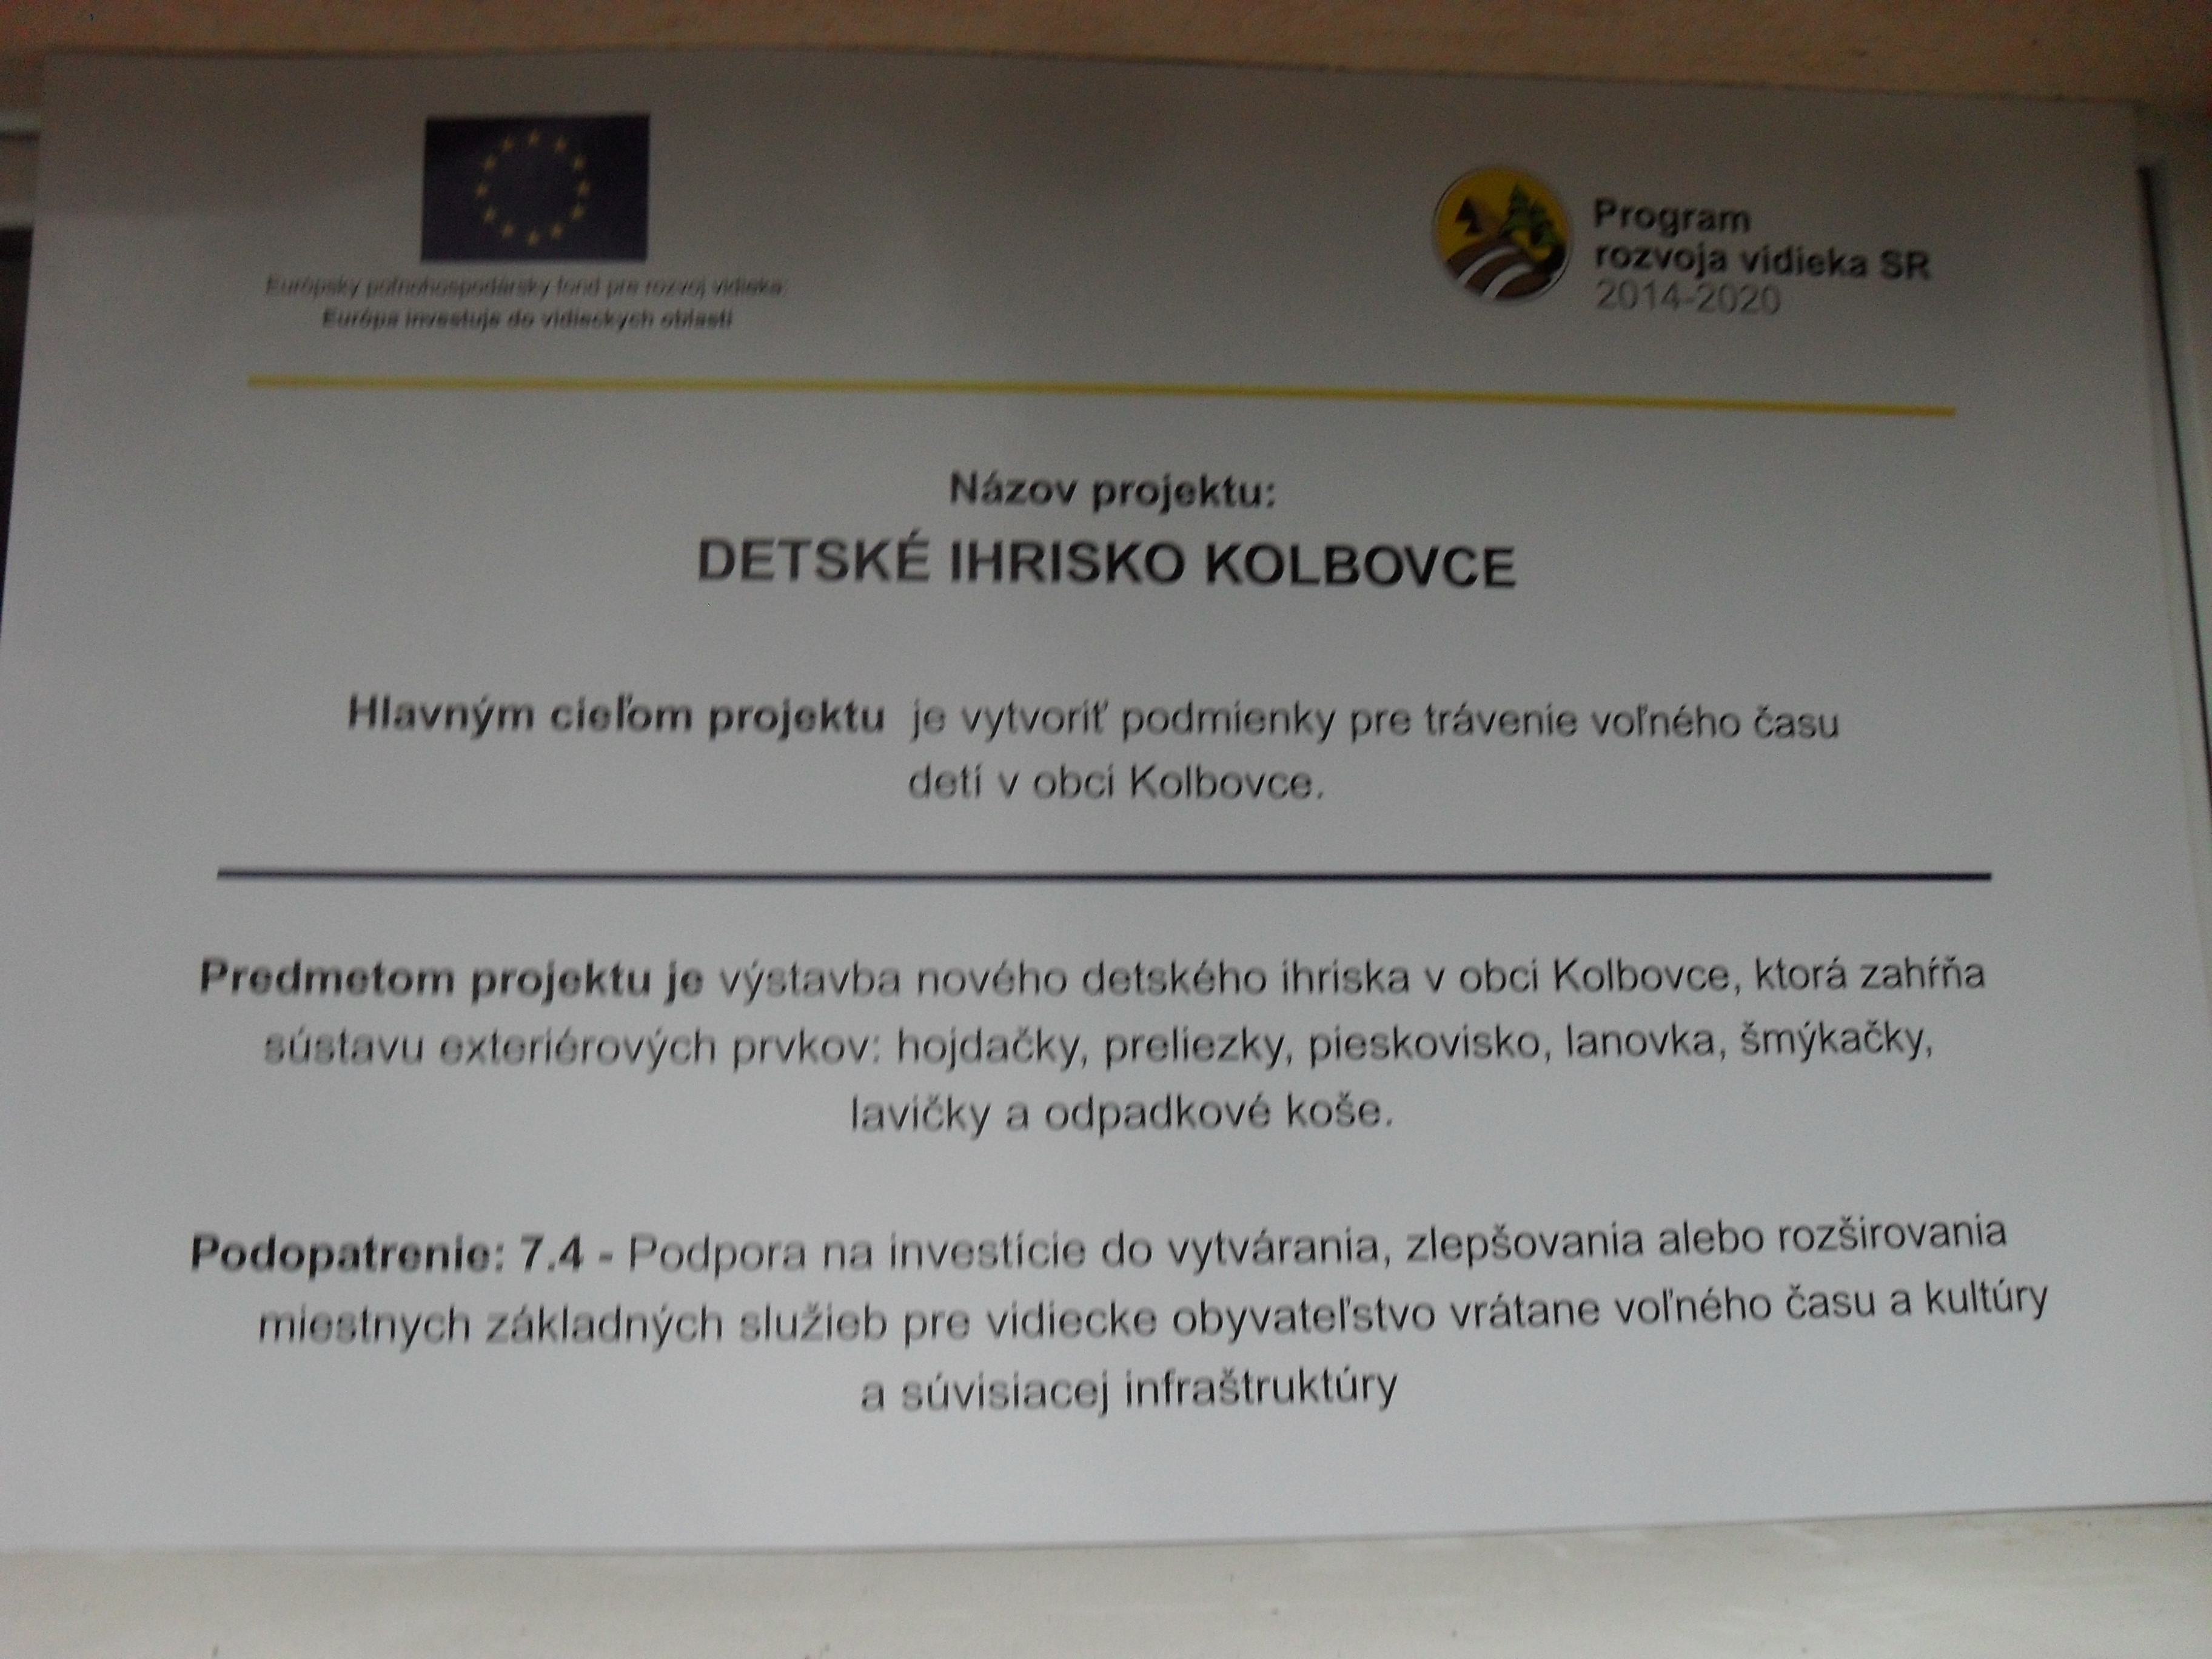 Európsky poľnohospodársky fond pre rozvoj vidieka:
Európa investuje do vidieckych oblastí
Program
rozvoja vidieka SR
2014-2020
Názov projektu:
DETSKÉ IHRISKO KOLBOVCE
Hlavným cieľom projektu je vytvoriť podmienky pre trávenie voľného času
detí v obci Kolbovce.
Predmetom projektu je výstavba nového detského ihriska v obci Kolbovce, ktorá zahŕňa
sústavu exteriérových prvkov: hojdačky, preliezky, pieskovisko, lanovka, šmýkačky,
lavičky a odpadkové koše.
Podopatrenie: 7.4 - Podpora na investície do vytvárania, zlepšovania alebo rozširovania
miestnych základných služieb pre vidiecke obyvateľstvo vrátane voľného času a kultúry
a súvisiacej infraštruktúry